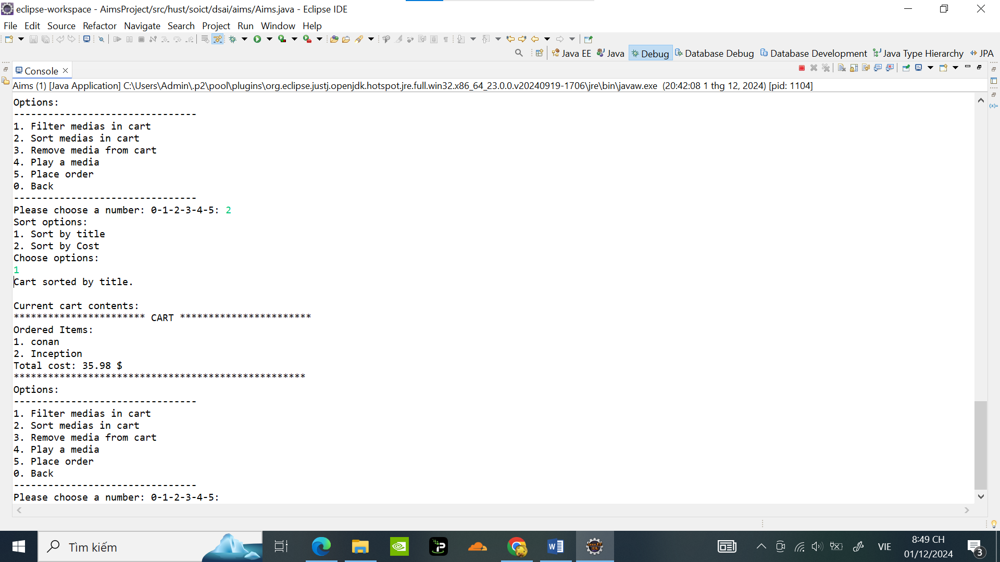 eclipse-workspace - AimsProject/src/hust/soict/dsai/aims/Aims.java - Eclipse IDE
File Edit Source Refactor Navigate Search Project Run Window Help
Java EE Java Debug Database Debug Database Development Java Type Hierarchy JPA
Console
Aims (1) [Java Application] C:\Users\Admin\.p2\pool\plugins\org.eclipse.justj.openjdk.hotspot.jre.full.win32.x86_64_23.0.0.v20240919-1706\jre\bin\javaw.exe (20:42:08 1 thg 12, 2024) [pid: 1104]
Options:
--------------------------------
1. Filter medias in cart
2. Sort medias in cart
3. Remove media from cart
4. Play a media
5. Place order
0. Back
--------------------------------
Please choose a number: 0-1-2-3-4-5: 2
Sort options:
1. Sort by title
2. Sort by Cost
Choose options:
1
Cart sorted by title.
Current cart contents:
*********************** CART ***********************
Ordered Items:
1. conan
2. Inception
Total cost: 35.98 $
***************************************************
Options:
--------------------------------
1. Filter medias in cart
2. Sort medias in cart
3. Remove media from cart
4. Play a media
5. Place order
0. Back
--------------------------------
Please choose a number: 0-1-2-3-4-5:
(x)=
Tìm kiếm
VIE
8:49 CH
01/12/2024
3